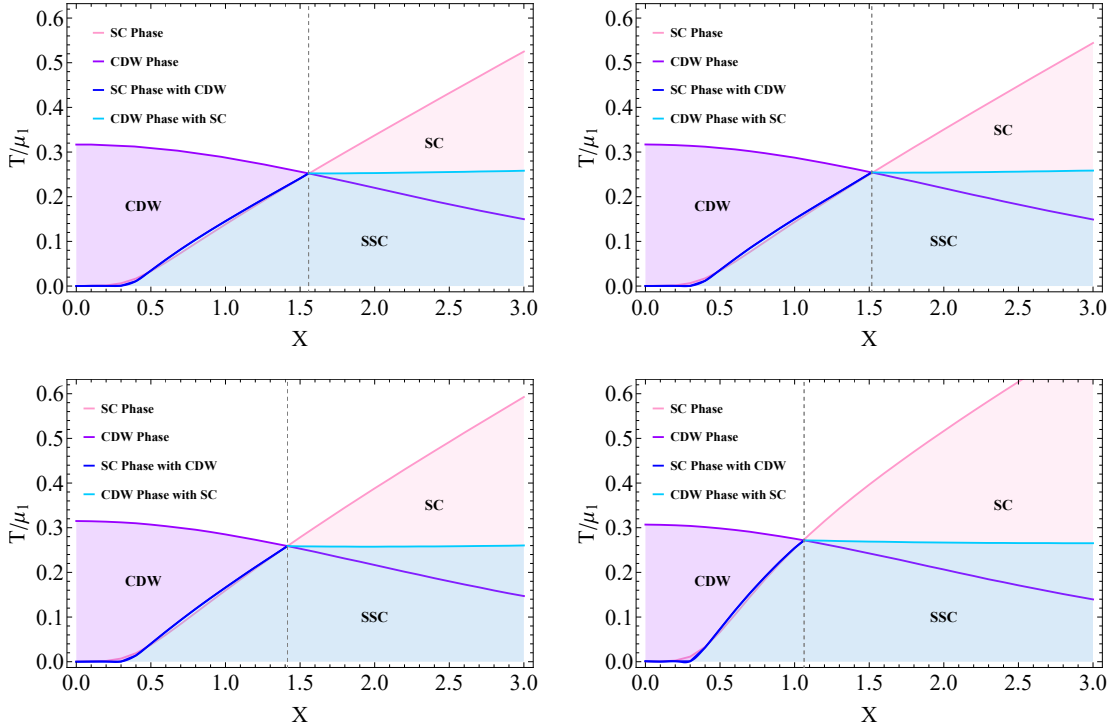 0.6
0.5
0.4
0.3
0.2
0.1
0.0
T/μ₁
SC Phase
CDW Phase
SC Phase with CDW
CDW Phase with SC
SC
CDW
SSC
0.0 0.5 1.0 1.5 2.0 2.5 3.0
X
0.6
0.5
0.4
0.3
0.2
0.1
0.0
T/μ₁
SC Phase
CDW Phase
SC Phase with CDW
CDW Phase with SC
SC
CDW
SSC
0.0 0.5 1.0 1.5 2.0 2.5 3.0
X
0.6
0.5
0.4
0.3
0.2
0.1
0.0
T/μ₁
SC Phase
CDW Phase
SC Phase with CDW
CDW Phase with SC
SC
CDW
SSC
0.0 0.5 1.0 1.5 2.0 2.5 3.0
X
0.6
0.5
0.4
0.3
0.2
0.1
0.0
T/μ₁
SC Phase
CDW Phase
SC Phase with CDW
CDW Phase with SC
SC
CDW
SSC
0.0 0.5 1.0 1.5 2.0 2.5 3.0
X